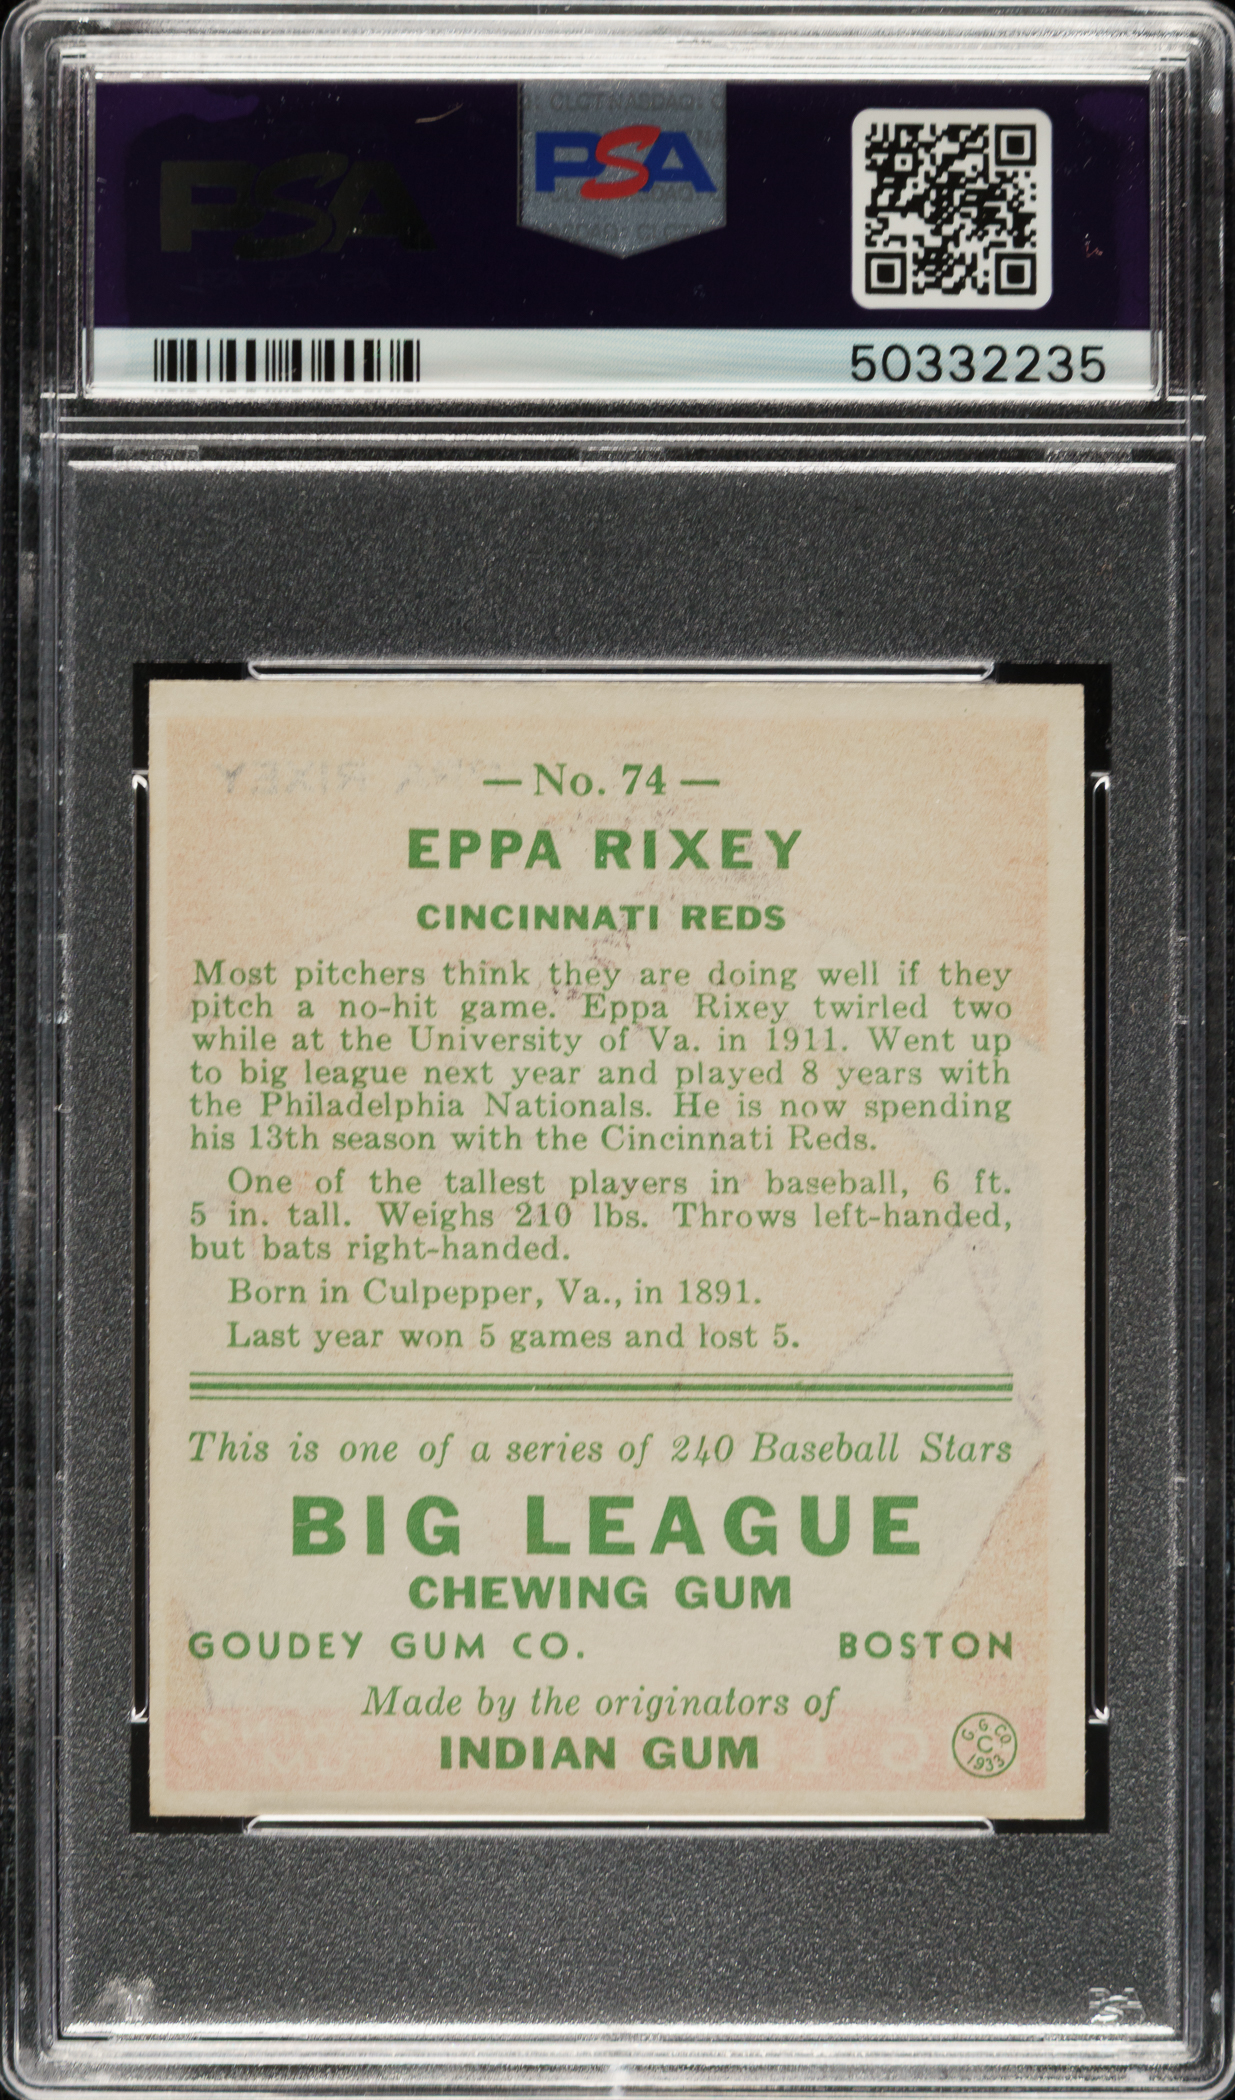 PSA
PSA
50332235
— No. 74 —
EPPA RIXEY
CINCINNATI REDS
Most pitchers think they are doing well if they
pitch a no-hit game. Eppa Rixey twirled two
while at the University of Va. in 1911. Went up
to big league next year and played 8 years with
the Philadelphia Nationals. He is now spending
his 13th season with the Cincinnati Reds.
One of the tallest players in baseball, 6 ft.
5 in. tall. Weighs 210 lbs. Throws left-handed,
but bats right-handed.
Born in Culpepper, Va., in 1891.
Last year won 5 games and lost 5.
This is one of a series of 240 Baseball Stars
BIG LEAGUE
CHEWING GUM
GOUDEY GUM CO. BOSTON
Made by the originators of
INDIAN GUM
G. G. CO.
C
1933